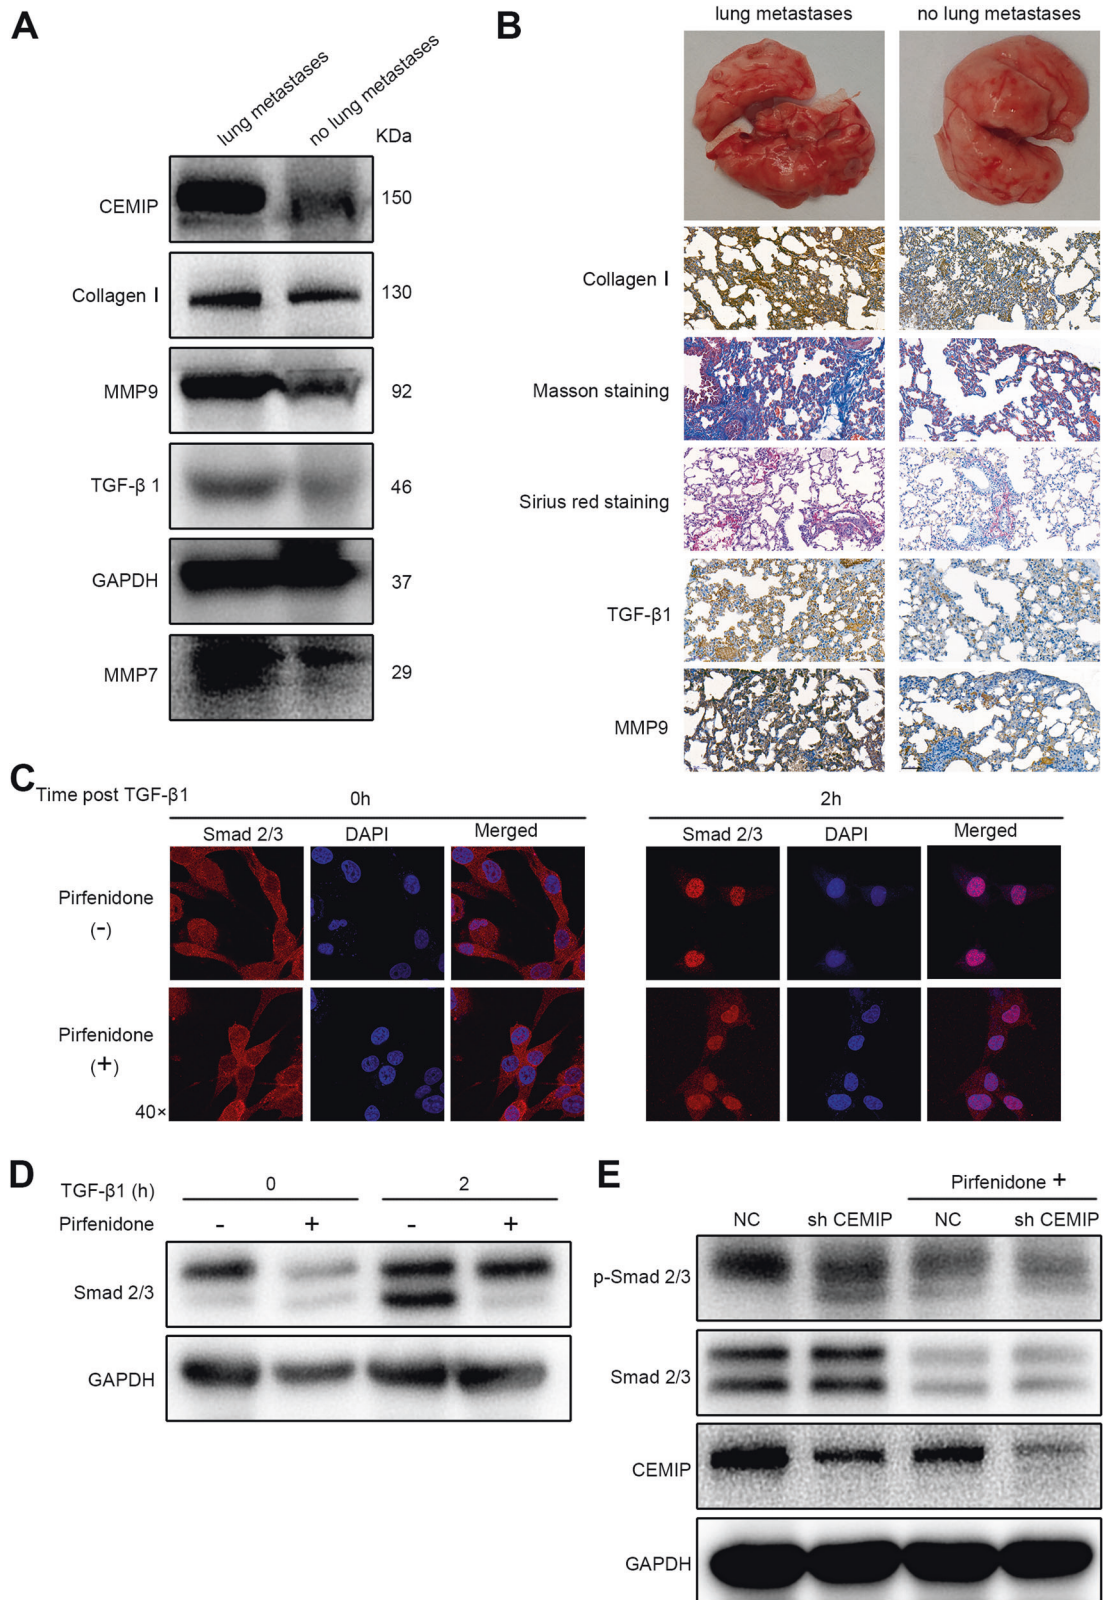 A
lung metastases
no lung metastases
KDa
CEMIP
150
Collagen I
130
MMP9
92
TGF-β 1
46
GAPDH
37
MMP7
29
B
lung metastases
no lung metastases
Collagen I
Masson staining
Sirius red staining
TGF-β1
MMP9
C
Time post TGF-β1
0h
2h
Smad 2/3
DAPI
Merged
Smad 2/3
DAPI
Merged
Pirfenidone
(-)
Pirfenidone
(+)
40×
D
TGF-β1 (h)
0
2
Pirfenidone
-
+
-
+
Smad 2/3
GAPDH
E
Pirfenidone +
NC
sh CEMIP
NC
sh CEMIP
p-Smad 2/3
Smad 2/3
CEMIP
GAPDH